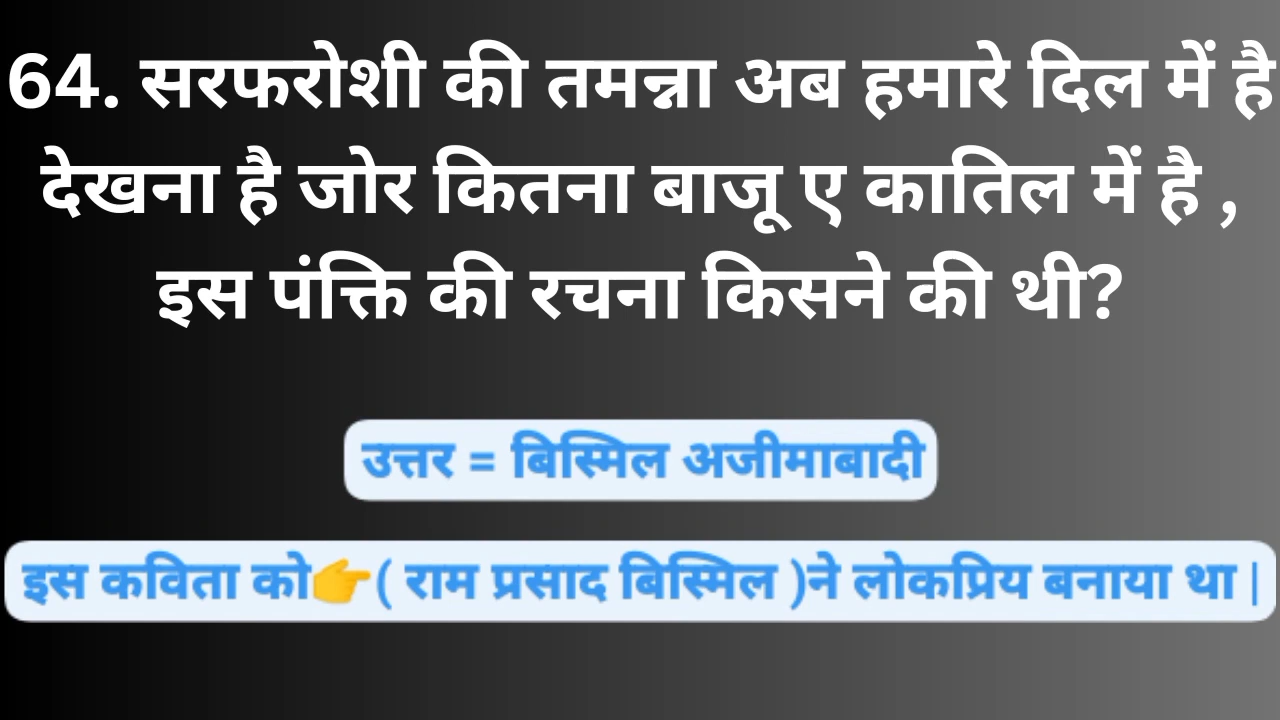 64. सरफरोशी की तमन्ना अब हमारे दिल में है
देखना है जोर कितना बाजू ए कातिल में है ,
इस पंक्ति की रचना किसने की थी?
उत्तर = बिस्मिल अजीमाबादी
इस कविता को👉( राम प्रसाद बिस्मिल )ने लोकप्रिय बनाया था |